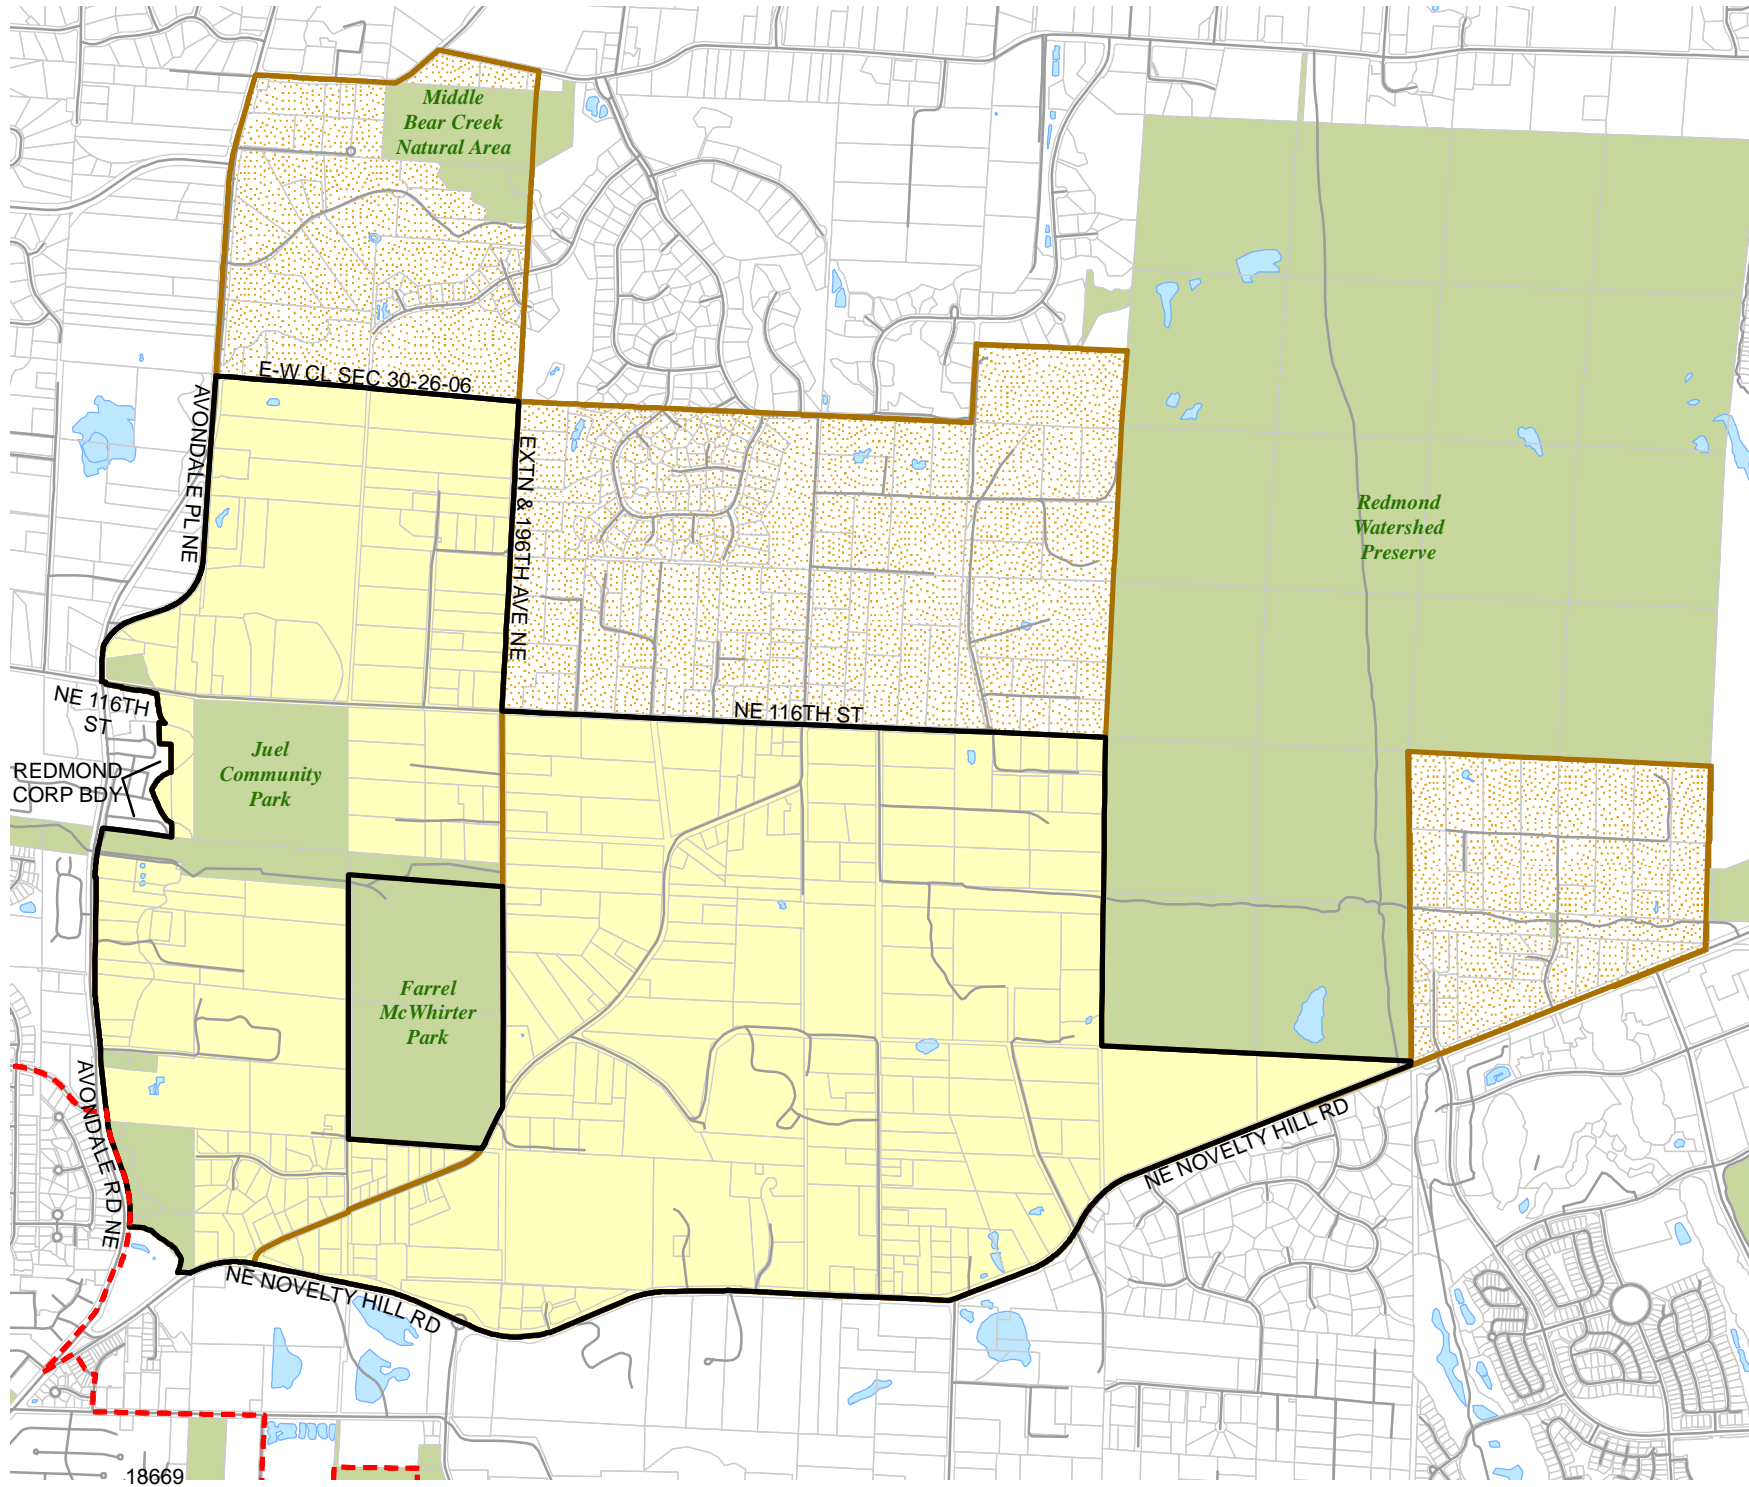 Middle
Bear Creek
Natural Area
E-W CL SEC 30-26-06
AVONDALE PL NE
EXTN & 196TH AVE NE
Redmond
Watershed
Preserve
NE 116TH
ST
NE 116TH ST
Juel
Community
Park
REDMOND
CORP BDY
Farrel
McWhirter
Park
AVONDALE RD NE
NE NOVELTY HILL RD
NE NOVELTY HILL RD
18669